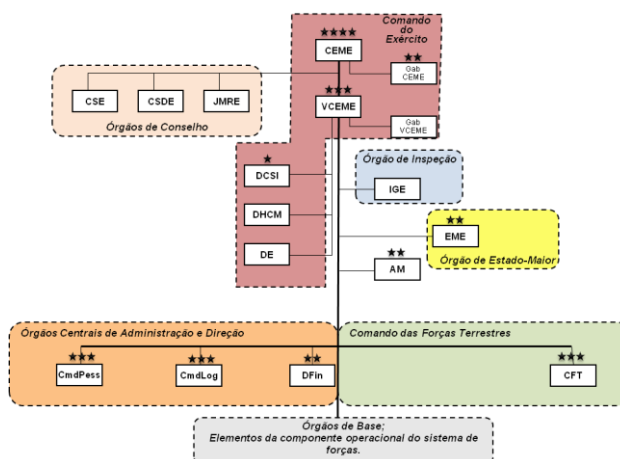 Comando
do
Exército
★★★★
CEME
★★
Gab
CEME
CSE
CSDE
JMRE
Órgãos de Conselho
★★★
VCEME
Gab
VCEME
★
DCSI
DHCM
DE
Órgão de Inspeção
IGE
★★
EME
Órgão de Estado-Maior
★★
AM
Órgãos Centrais de Administração e Direção
Comando das Forças Terrestres
★★★
CmdPess
★★★
CmdLog
★★
DFin
★★★
CFT
Órgãos de Base;
Elementos da componente operacional do sistema de
forças.